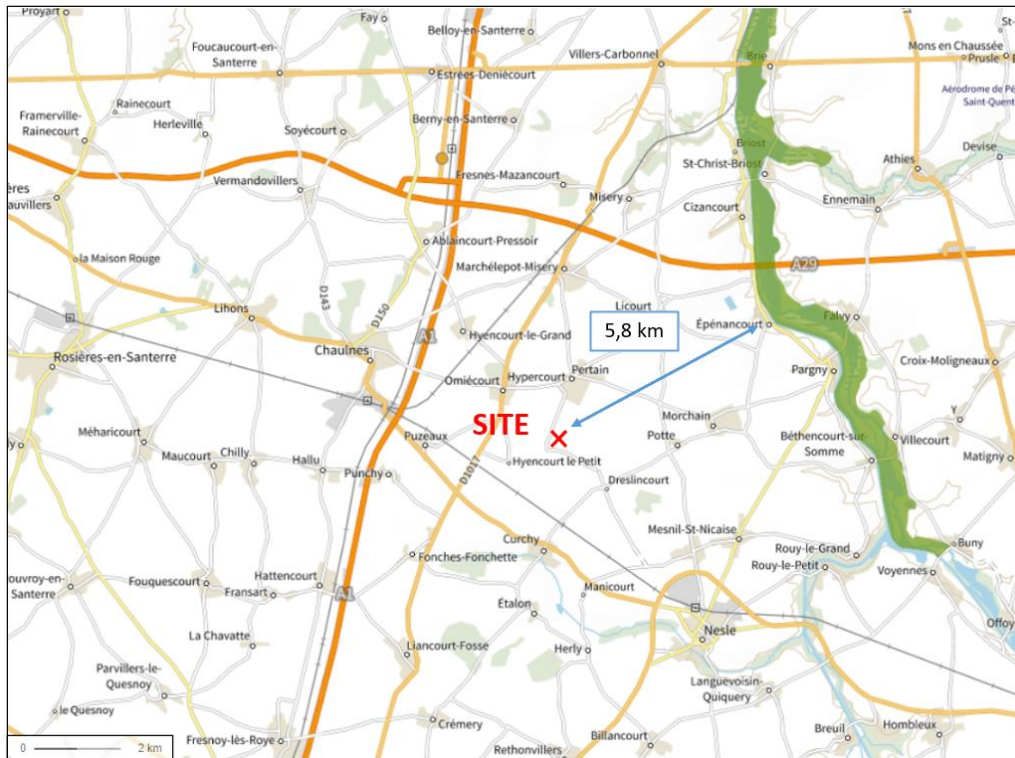 Proyart
Fay
Belloy-en-Santerre
Foucaucourt-en-
Santerre
Villers-Carbonnel
Estrées-Deniécourt
Brie
Mons en Chaussée
Prusle
Aérodrome de Pé
Saint-Quent
Rainecourt
Framerville-
Rainecourt
Herleville
Soyécourt
Berny-en-Santerre
Briost
St-Christ-Briost
Devise
Athies
ières
auvillers
Vermandovillers
Fresnes-Mazancourt
Misery
Ennemain
Cizancourt
la Maison Rouge
Ablaincourt-Pressoir
Marchélepot-Misery
A29
D143
D150
Lihons
Licourt
Épénancourt
Falvy
5,8 km
Hyencourt-le-Grand
A1
Rosières-en-Santerre
Chaulnes
Omiécourt
Hypercourt
Pertain
Pargny
Croix-Moligneaux
SITE
Morchain
Potte
Y
Méharicourt
Maucourt
Chilly
Hallu
Puzeaux
Punchy
D1017
Hyencourt le Petit
Béthencourt-sur-
Somme
Villecourt
Matigny
Dreslincourt
Mesnil-St-Nicaise
Curchy
Fonches-Fonchette
Rouy-le-Grand
Rouy-le-Petit
Buny
Voyennes
ouvroy-en-
Santerre
Fouquescourt
Hattencourt
Fransart
A1
Manicourt
Étalon
Offoy
La Chavatte
Liancourt-Fosse
Herly
Nesle
Parvillers-le-
Quesnoy
le Quesnoy
Languevoisin-
Quiquery
Crémery
Fresnoy-lès-Roye
Rethonvillers
Billancourt
Breuil
Hombleux
0 2 km